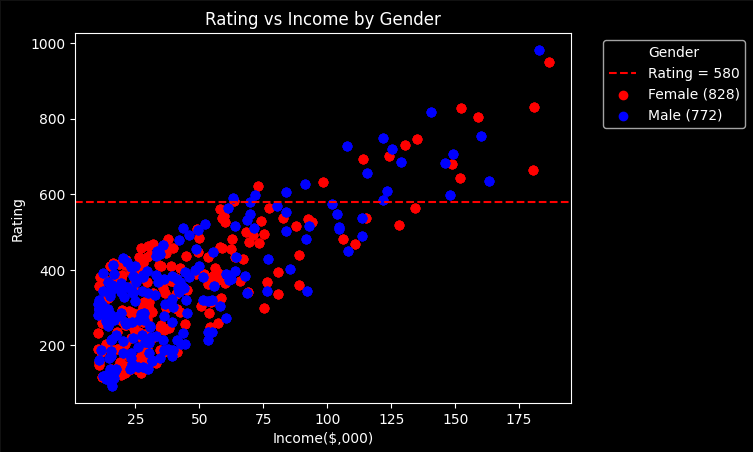 Rating vs Income by Gender
1000
800
600
400
200
Rating
25 50 75 100 125 150 175
Income($,000)
Gender
Rating = 580
Female (828)
Male (772)